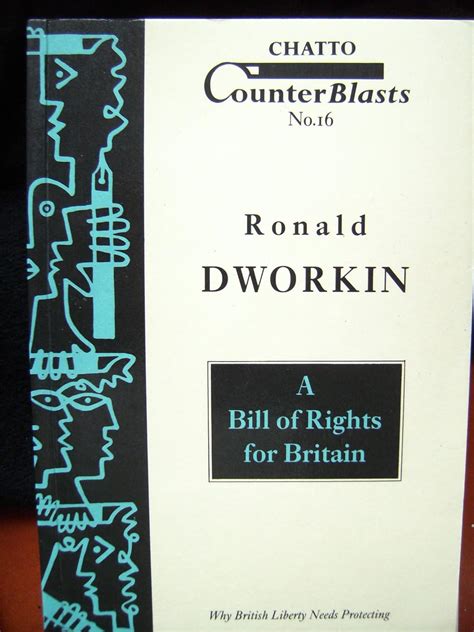 CHATTO
CounterBlasts
No.16
Ronald
DWORKIN
A
Bill of Rights
for Britain
Why British Liberty Needs Protecting